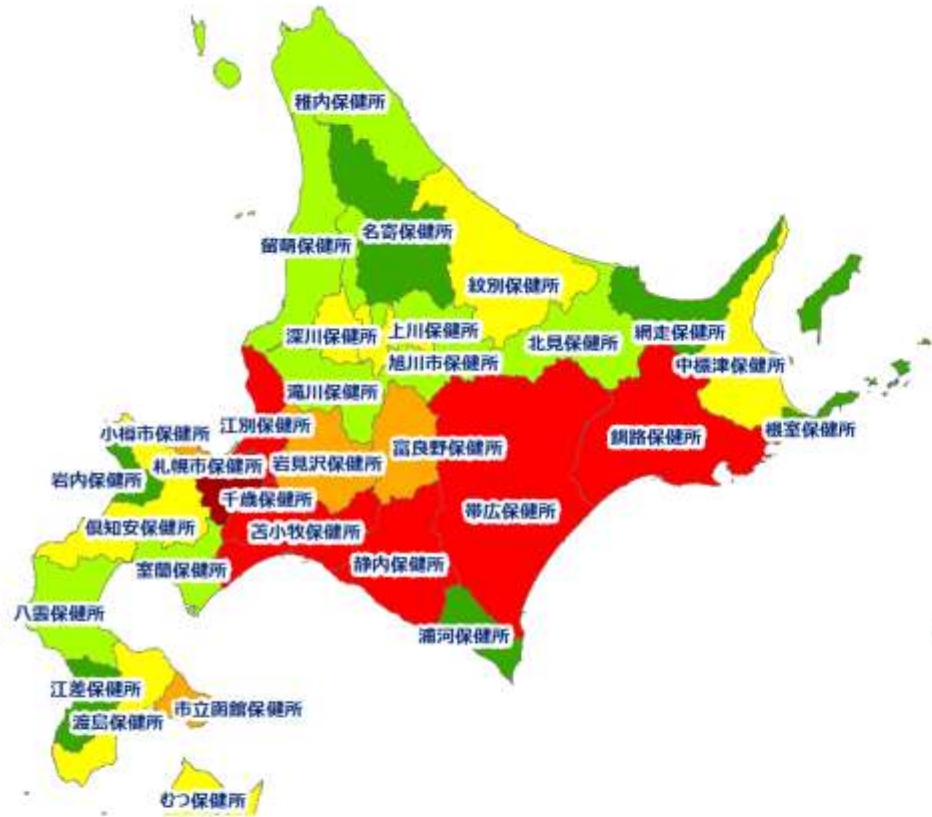 稚内保健所
名寄保健所
留萌保健所
紋別保健所
深川保健所
上川保健所
北見保健所
網走保健所
旭川市保健所
中標津保健所
滝川保健所
江別保健所
小樽市保健所
釧路保健所
根室保健所
富良野保健所
札幌市保健所
岩見沢保健所
岩内保健所
千歳保健所
帯広保健所
倶知安保健所
苫小牧保健所
静内保健所
室蘭保健所
八雲保健所
浦河保健所
江差保健所
市立函館保健所
渡島保健所
むつ保健所